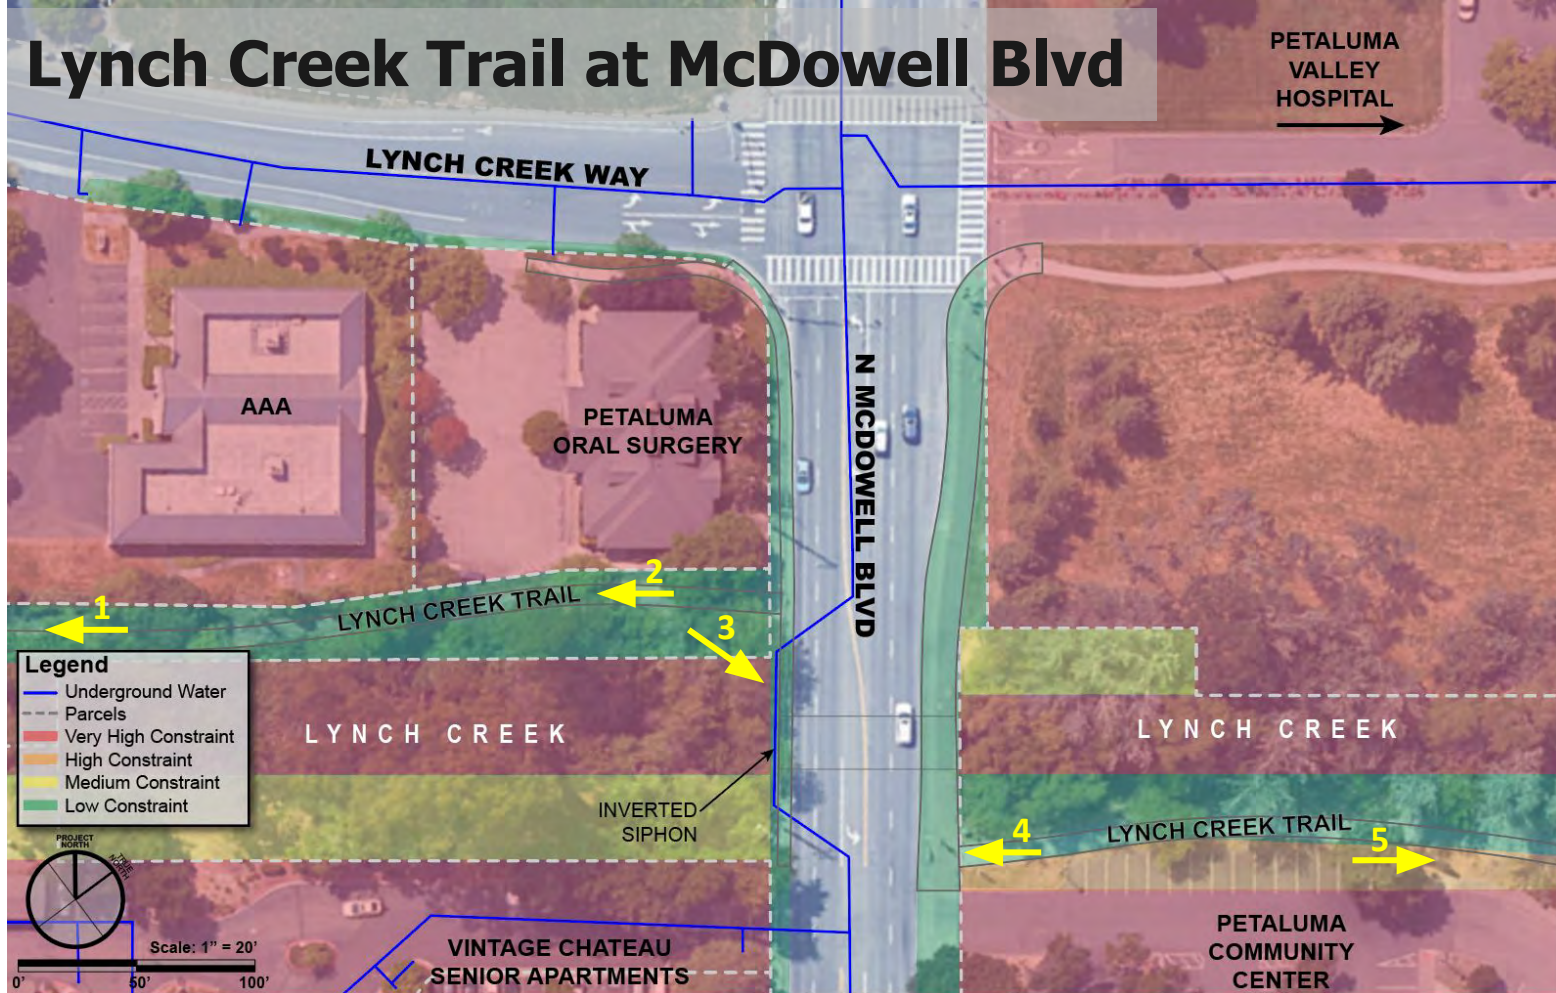 Lynch Creek Trail at McDowell Blvd
PETALUMA
VALLEY
HOSPITAL
LYNCH CREEK WAY
N MCDOWELL BLVD
AAA
PETALUMA
ORAL SURGERY
1
2
3
LYNCH CREEK TRAIL
Legend
Underground Water
Parcels
Very High Constraint
High Constraint
Medium Constraint
Low Constraint
LYNCH CREEK
LYNCH CREEK
INVERTED
SIPHON
4
LYNCH CREEK TRAIL
5
PROJECT
NORTH
TRUE
NORTH
Scale: 1" = 20'
0'
50'
100'
VINTAGE CHATEAU
SENIOR APARTMENTS
PETALUMA
COMMUNITY
CENTER